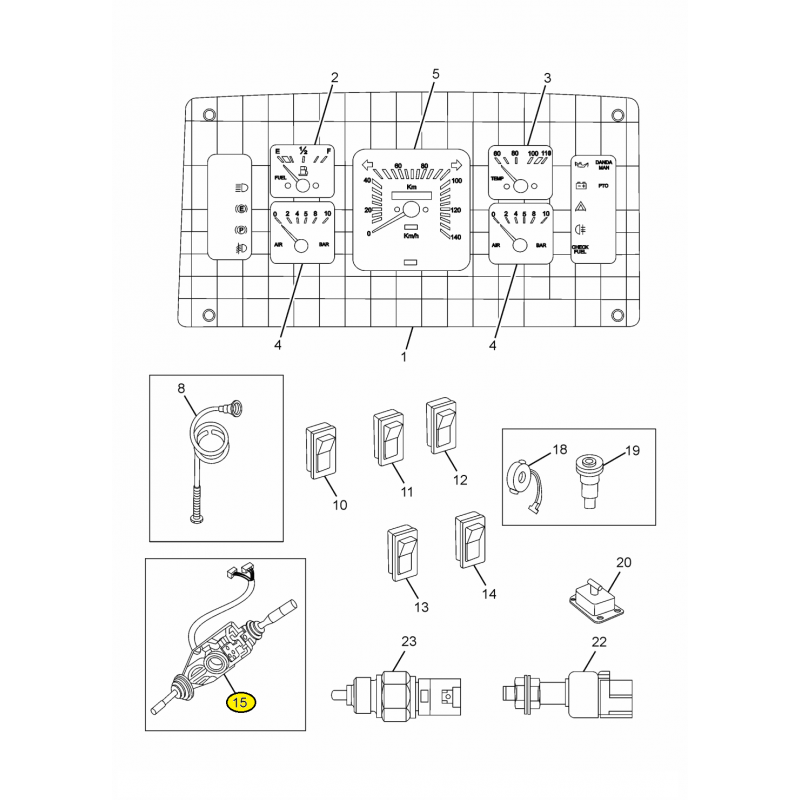 2
5
3
E ½ F
FUEL
60 80 100 118
TEMP
60 80
40 100
20 120
0 140
Km
Km/h
0 2 4 5 8 10
AIR BAR
0 2 4 5 8 10
AIR BAR
E
P
DANDA
MAN
PTO
CHECK
FUEL
4
1
4
8
10
11
12
18
19
13
14
20
15
23
22